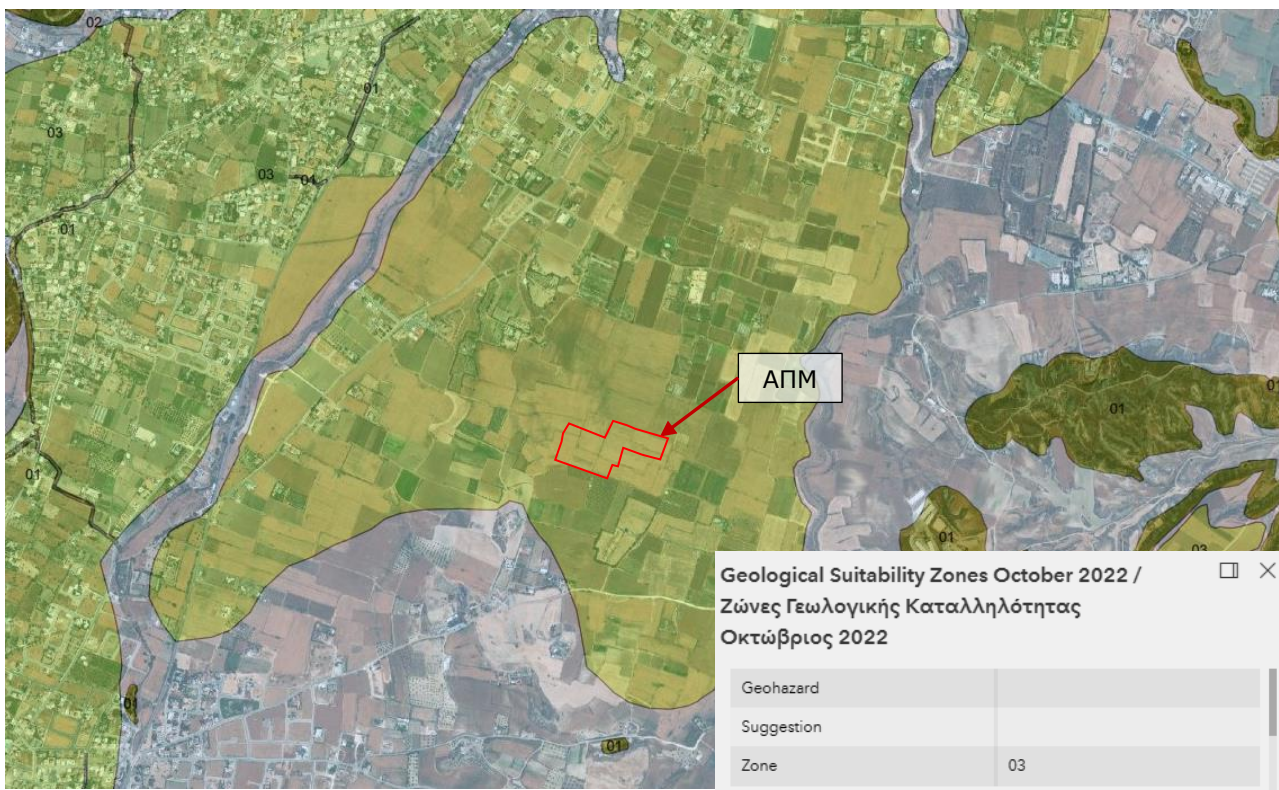 02
01
03
03
01
01
ΑΠΜ
01
01
01
03
01
01
Geological Suitability Zones October 2022 /
Ζώνες Γεωλογικής Καταλληλότητας
Οκτώβριος 2022
Geohazard
Suggestion
Zone 03